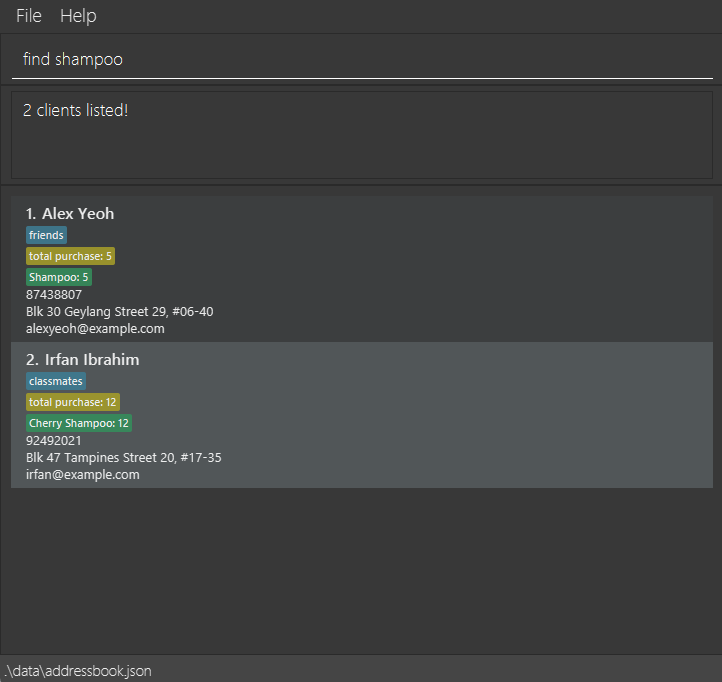 File Help
find shampoo
2 clients listed!
1. Alex Yeoh
friends
total purchase: 5
Shampoo: 5
87438807
Blk 30 Geylang Street 29, #06-40
alexyeoh@example.com
2. Irfan Ibrahim
classmates
total purchase: 12
Cherry Shampoo: 12
92492021
Blk 47 Tampines Street 20, #17-35
irfan@example.com
.\data\addressbook.json